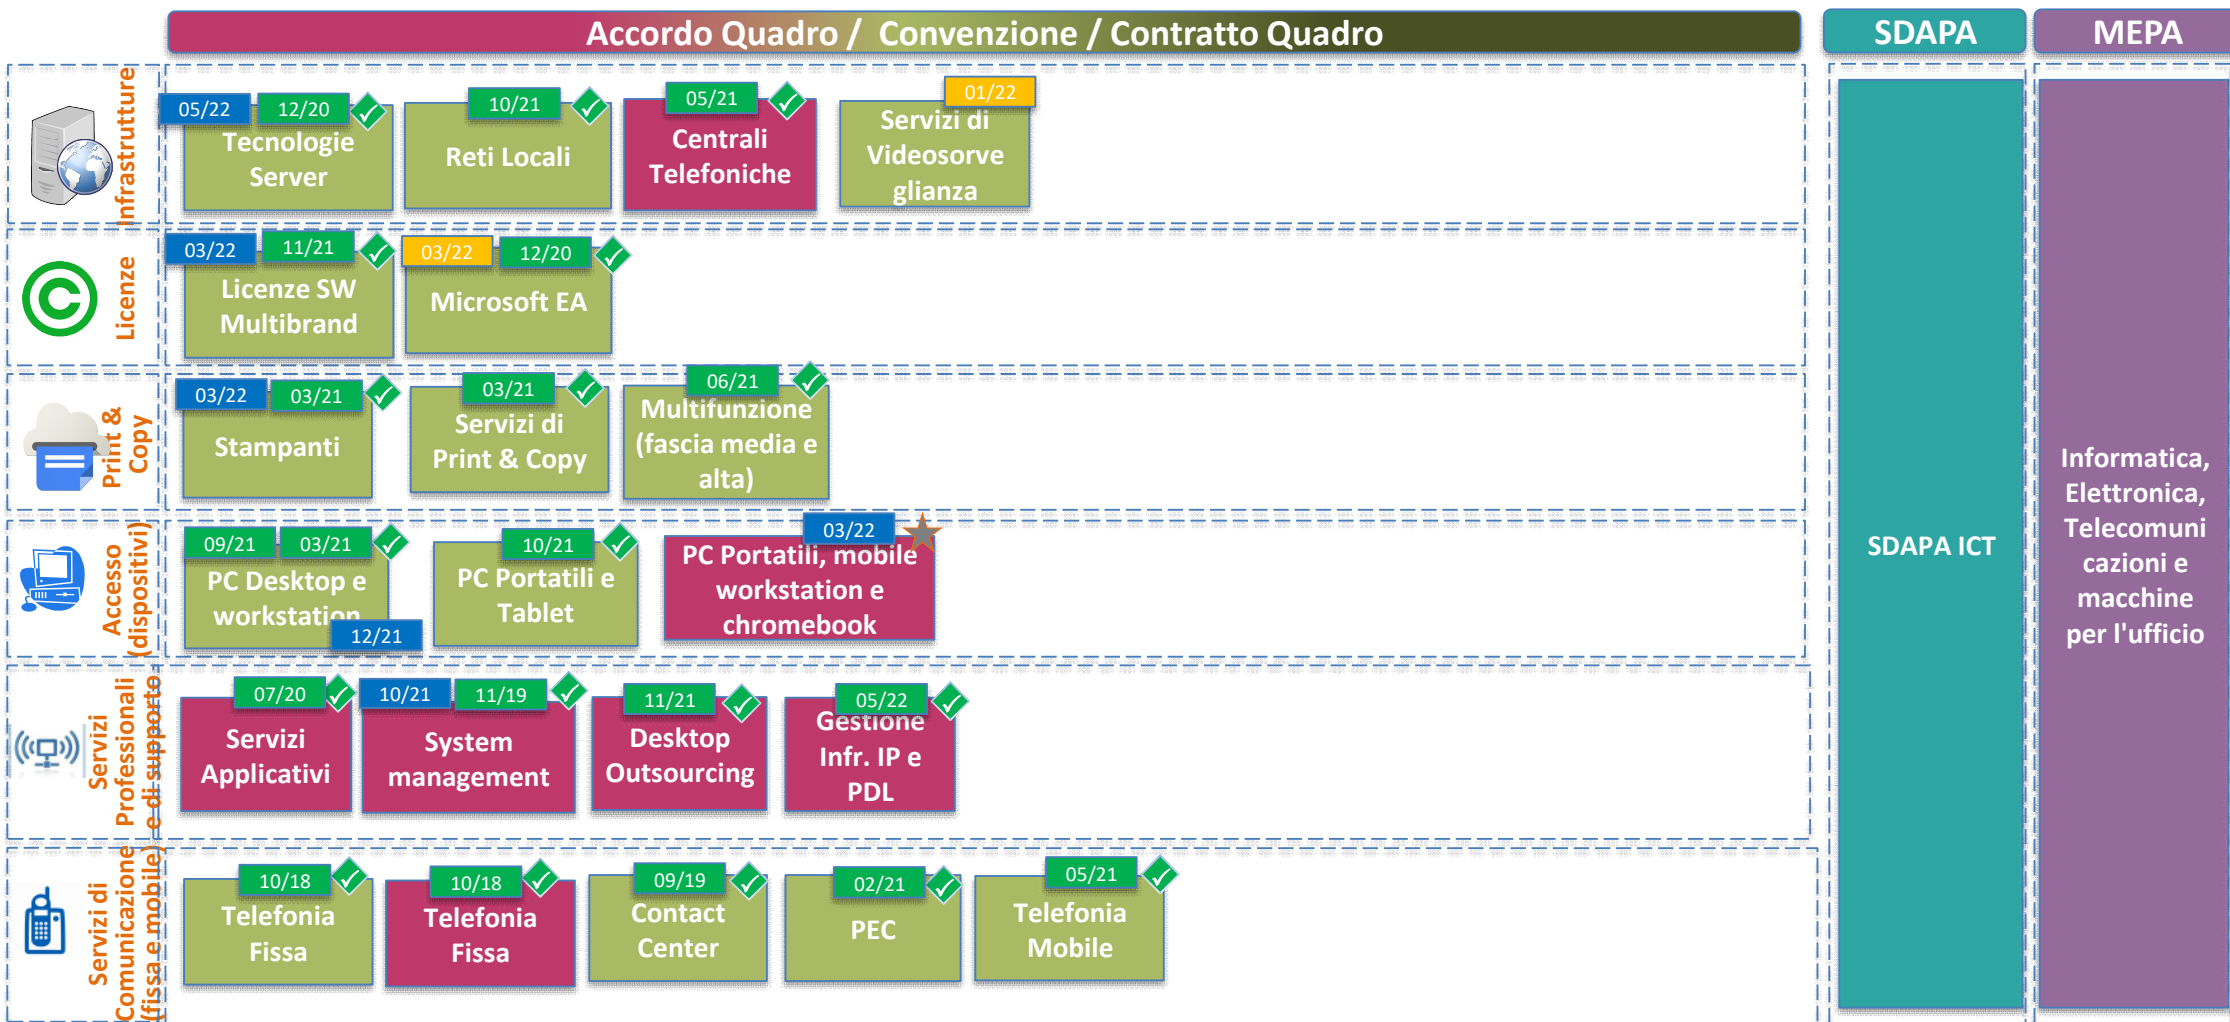 Accordo Quadro / Convenzione / Contratto Quadro
SDAPA
MEPA
Infrastrutture
05/22
12/20
Tecnologie
Server
10/21
Reti Locali
05/21
Centrali
Telefoniche
01/22
Servizi di
Videosorve
glianza
Licenze
03/22
11/21
Licenze SW
Multibrand
03/22
12/20
Microsoft EA
Print &
Copy
03/22
03/21
Stampanti
03/21
Servizi di
Print & Copy
06/21
Multifunzione
(fascia media e
alta)
Accesso
(dispositivi)
09/21
03/21
PC Desktop e
workstation
12/21
10/21
PC Portatili e
Tablet
03/22
PC Portatili, mobile
workstation e
chromebook
Servizi
Professionali
e di supporto
07/20
Servizi
Applicativi
10/21
11/19
System
management
11/21
Desktop
Outsourcing
05/22
Gestione
Infr. IP e
PDL
Servizi di
Comunicazione
(fissa e mobile)
10/18
Telefonia
Fissa
10/18
Telefonia
Fissa
09/19
Contact
Center
02/21
PEC
05/21
Telefonia
Mobile
SDAPA ICT
Informatica,
Elettronica,
Telecomuni
cazioni e
macchine
per l'ufficio